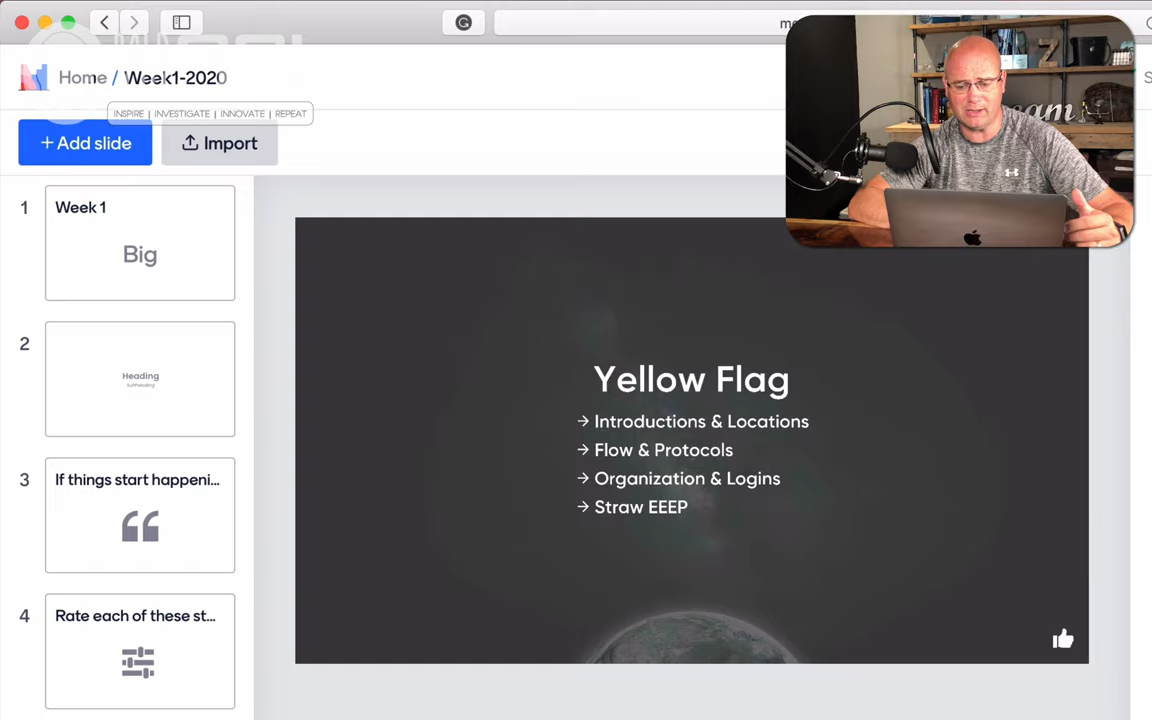 Home / Week1-2020
INSPIRE | INVESTIGATE | INNOVATE | REPEAT
+ Add slide
Import
1
Week 1
Big
2
Heading
Subheading
3
If things start happeni...
4
Rate each of these st...
Yellow Flag
→ Introductions & Locations
→ Flow & Protocols
→ Organization & Logins
→ Straw EEEP
Z